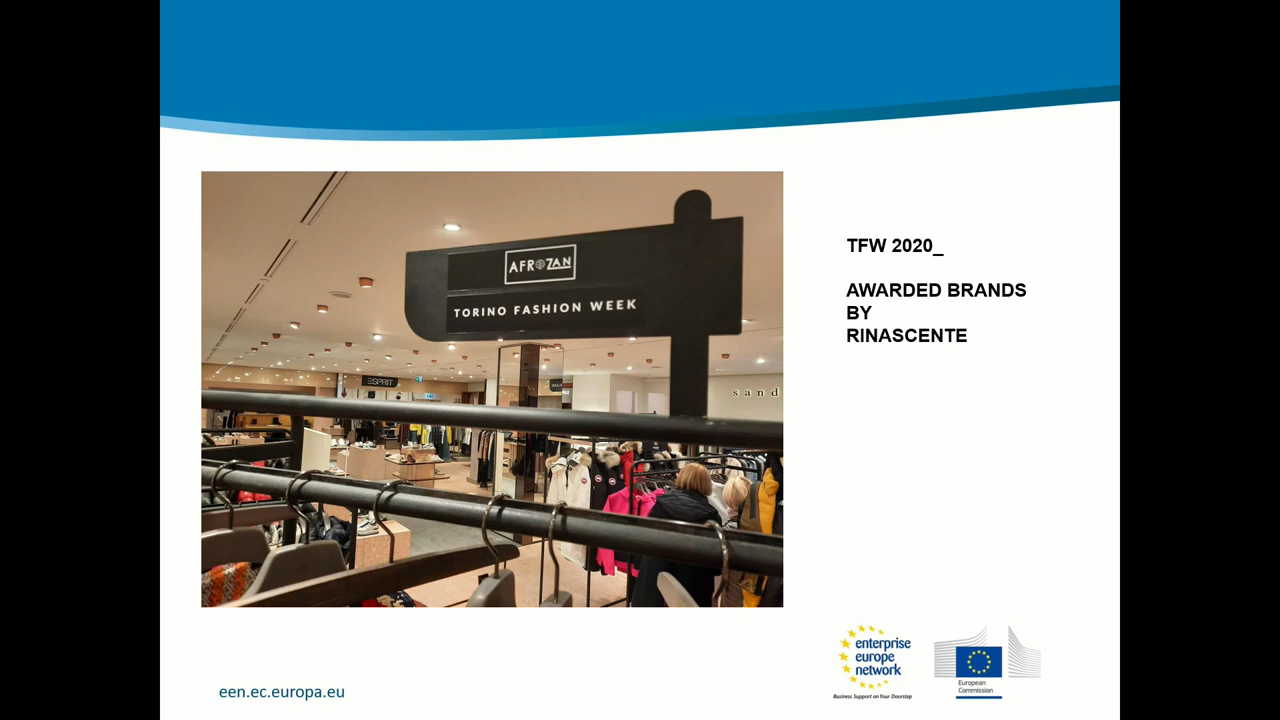 AFROZAN
TORINO FASHION WEEK
ESPRIT
sand
TFW 2020_
AWARDED BRANDS
BY
RINASCENTE
een.ec.europa.eu
enterprise
europe
network
Business Support on Your Doorstep
European
Commission